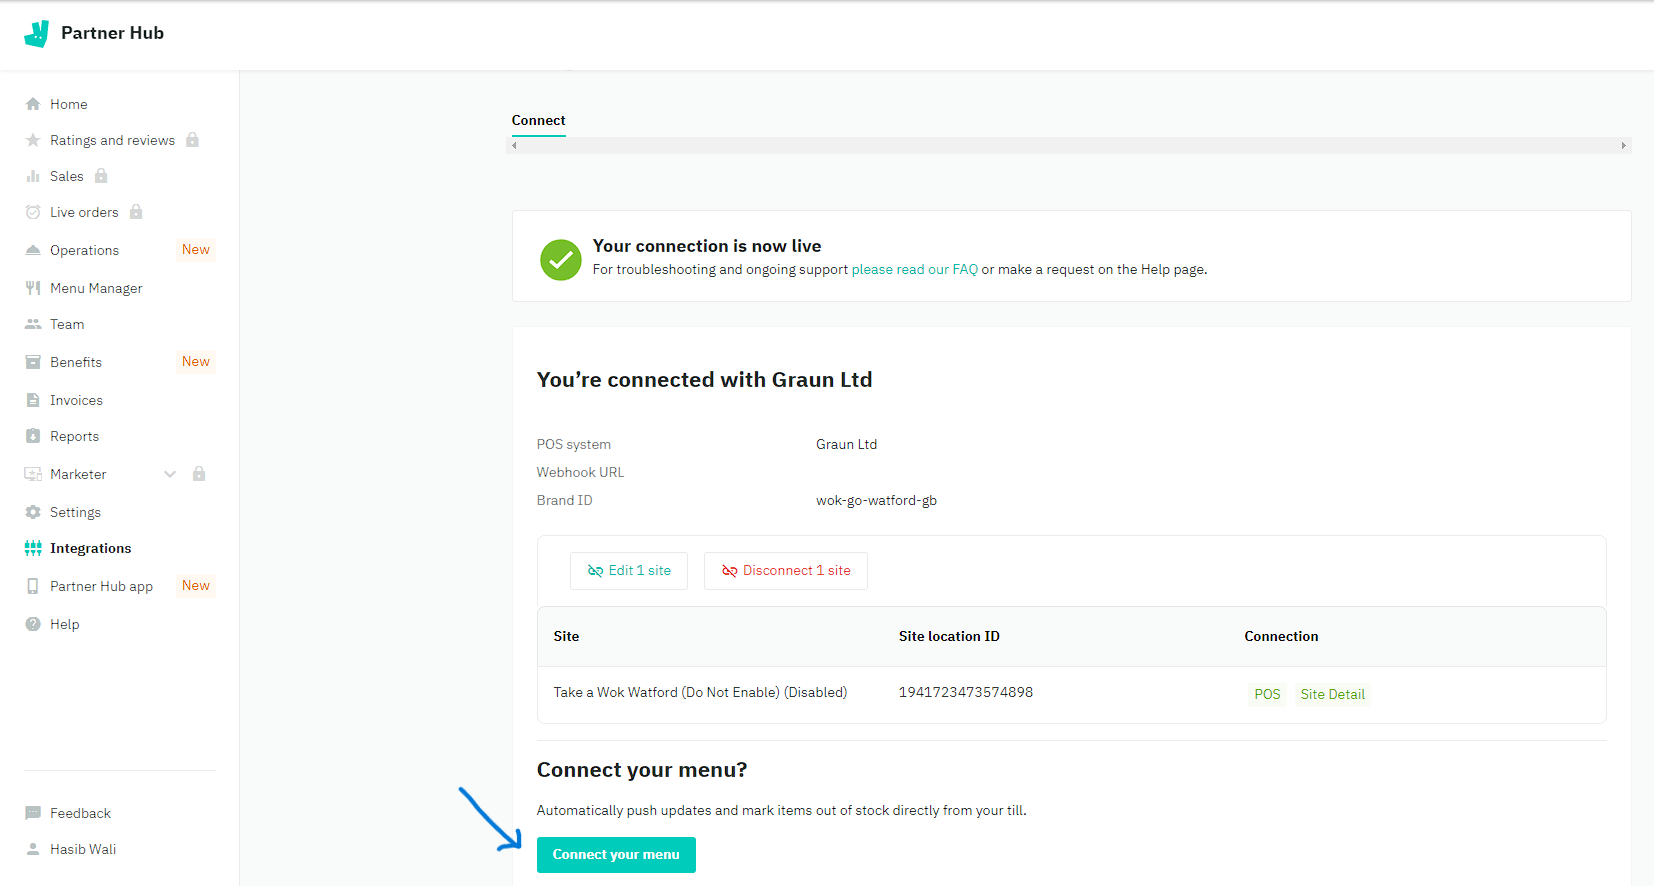 Partner Hub
Home
Ratings and reviews
Sales
Live orders
Operations New
Menu Manager
Team
Benefits New
Invoices
Reports
Marketer
Settings
Integrations
Partner Hub app New
Help
Feedback
Hasib Wali
Connect
Your connection is now live
For troubleshooting and ongoing support please read our FAQ or make a request on the Help page.
You’re connected with Graun Ltd
POS system Graun Ltd
Webhook URL
Brand ID wok-go-watford-gb
Edit 1 site Disconnect 1 site
Site Site location ID Connection
Take a Wok Watford (Do Not Enable) (Disabled) 1941723473574898 POS Site Detail
Connect your menu?
Automatically push updates and mark items out of stock directly from your till.
Connect your menu